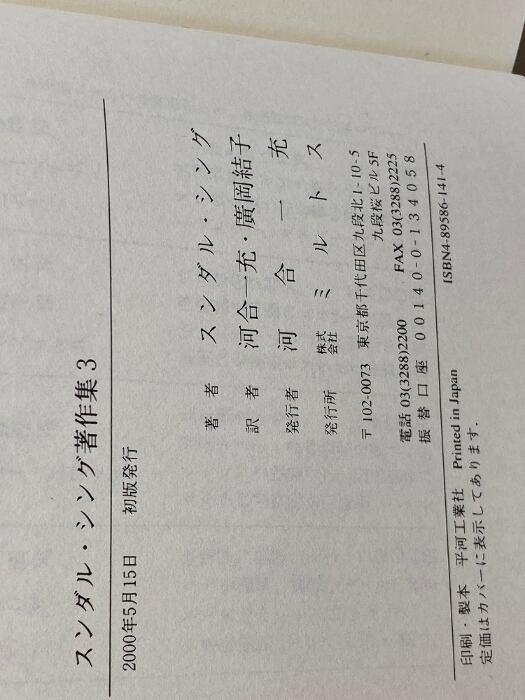 スンダル・シング著作集3
2000年5月15日　初版発行
著者　スンダル・シング
訳者　河合一充・廣岡結子
発行者　河合一充
発行所　株式会社　ミルトス
〒102-0073　東京都千代田区九段北1-10-5
九段桜ビル5F
電話 03(3288)2200　FAX 03(3288)2225
振替口座　00140-0-134058
ISBN4-89586-141-4
印刷・製本　平河工業社　Printed in Japan
定価はカバーに表示してあります.